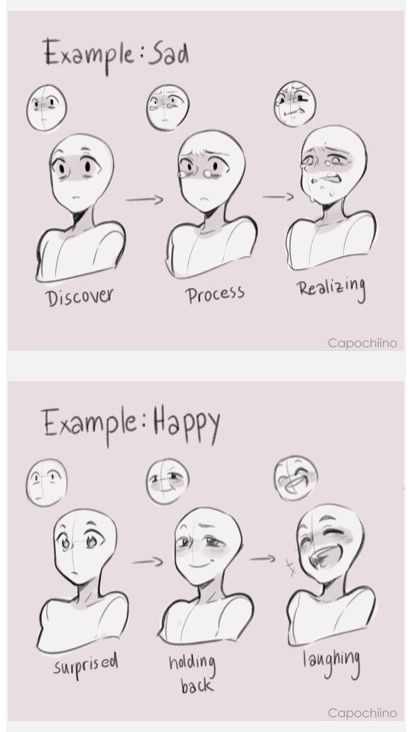 Example: Sad
Discover
Process
Realizing
Capochiino
Example: Happy
surprised
holding
back
laughing
Capochiino